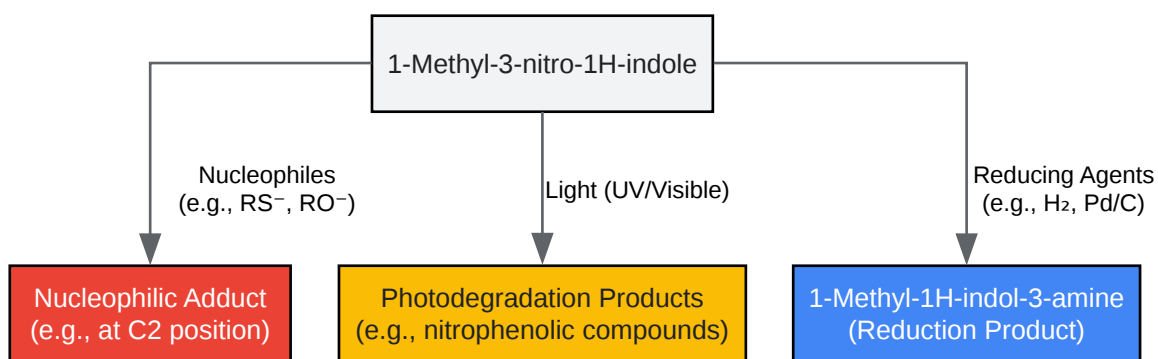 1-Methyl-3-nitro-1H-indole
Nucleophiles
(e.g., RS⁻, RO⁻)
Light (UV/Visible)
Reducing Agents
(e.g., H₂, Pd/C)
Nucleophilic Adduct
(e.g., at C2 position)
Photodegradation Products
(e.g., nitrophenolic compounds)
1-Methyl-1H-indol-3-amine
(Reduction Product)